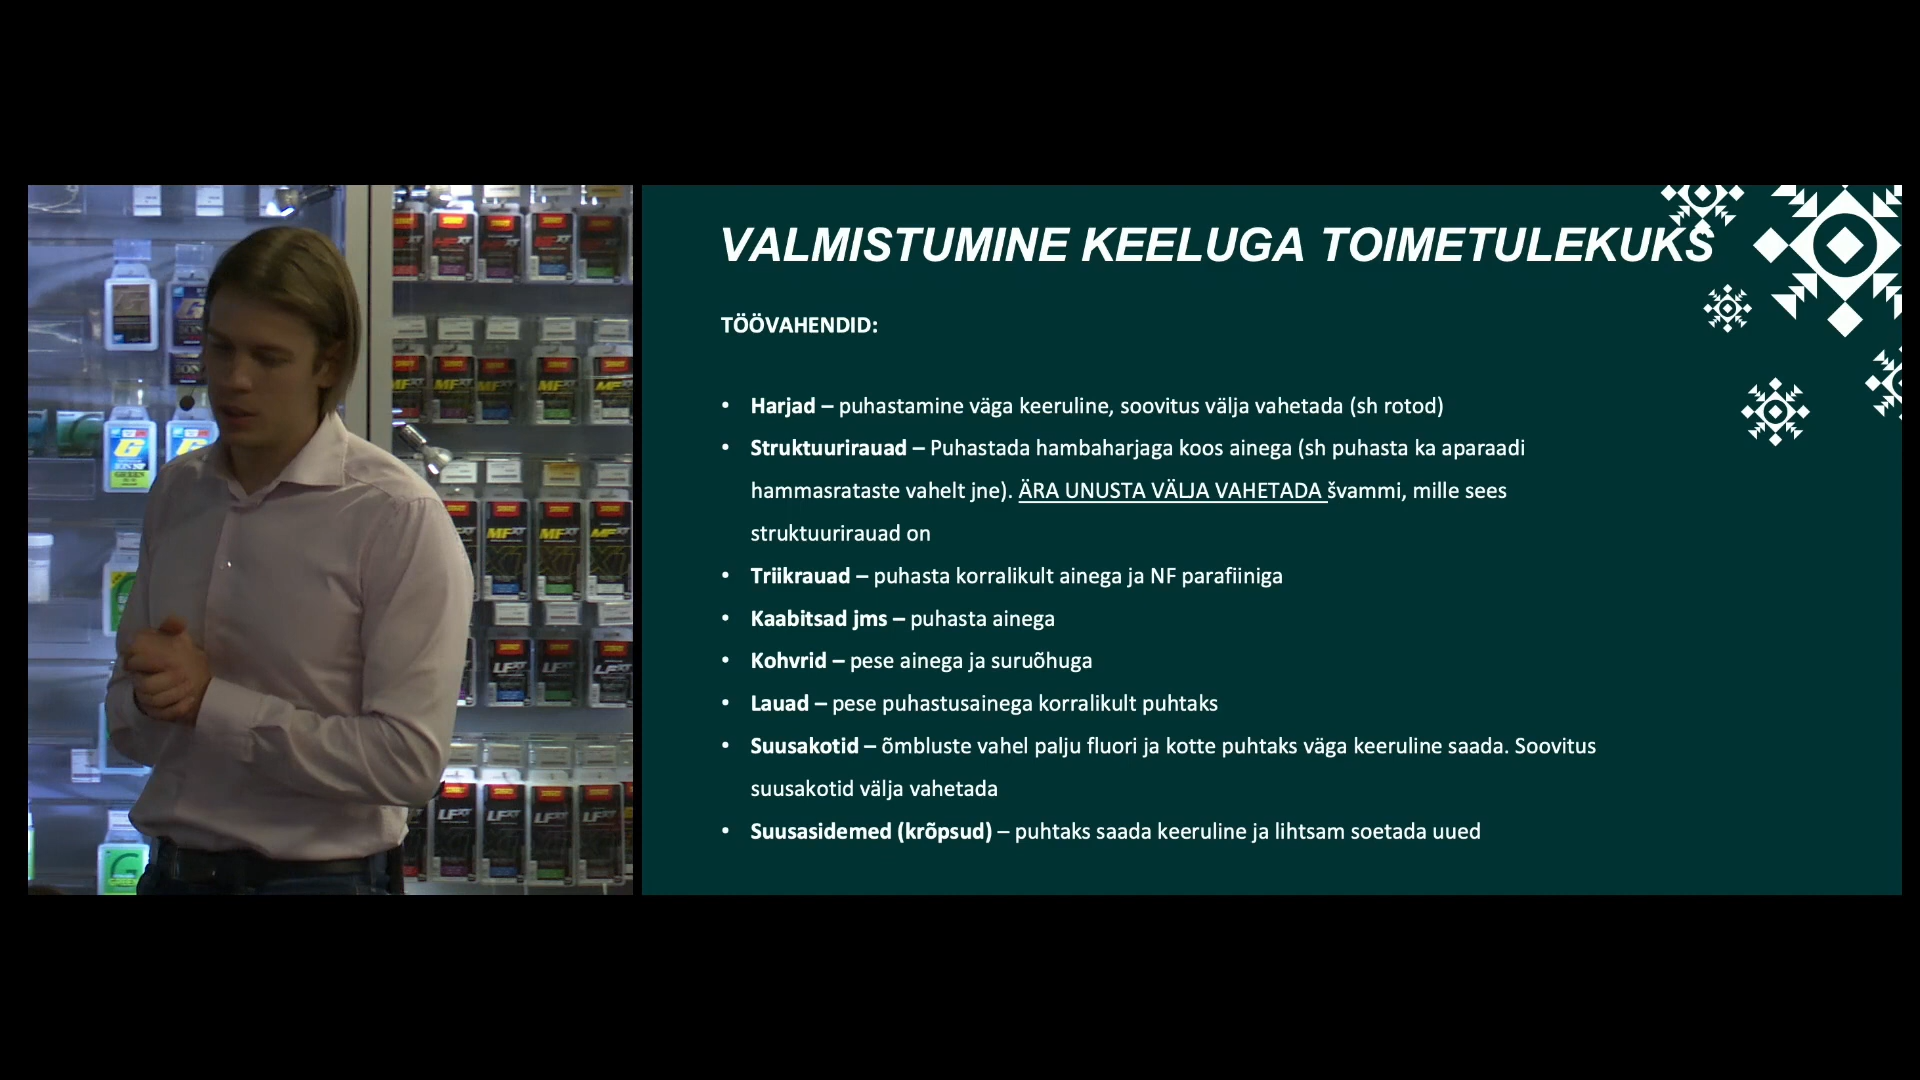 VALMISTUMINE KEELUGA TOIMETULEKUKS
TÖÖVAHENDID:
• Harjad – puhastamine väga keeruline, soovitus välja vahetada (sh rotod)
• Struktuurirauad – Puhastada hambaharjaga koos ainega (sh puhasta ka aparaadi
hammasrataste vahelt jne). ÄRA UNUSTA VÄLJA VAHETADA švammi, mille sees
struktuurirauad on
• Triikrauad – puhasta korralikult ainega ja NF parafiiniga
• Kaabitsad jms – puhasta ainega
• Kohvrid – pese ainega ja suruõhuga
• Lauad – pese puhastusainega korralikult puhtaks
• Suusakotid – õmbluste vahel palju fluori ja kotte puhtaks väga keeruline saada. Soovitus
suusakotid välja vahetada
• Suusasidemed (krõpsud) – puhtaks saada keeruline ja lihtsam soetada uued